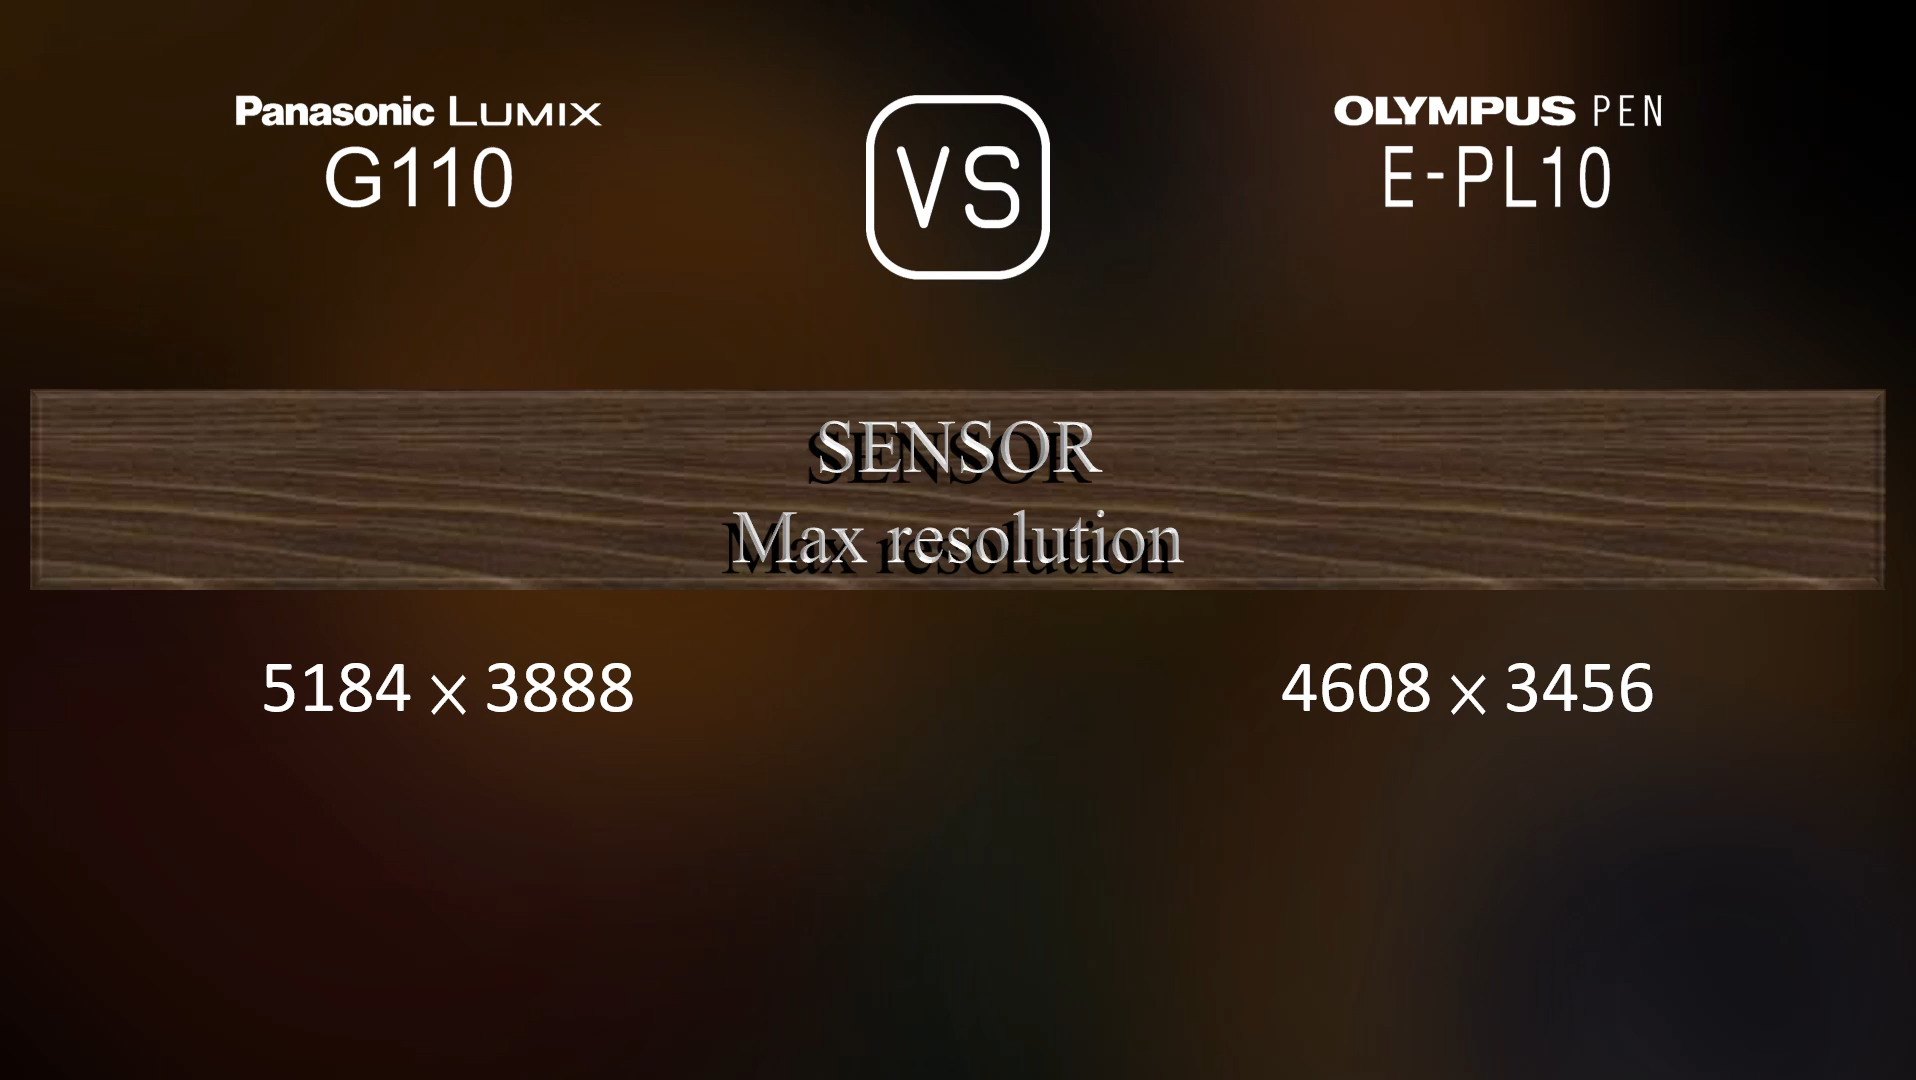 Panasonic LUMIX
G110
VS
OLYMPUS PEN
E-PL10
SENSOR
Max resolution
5184 x 3888
4608 x 3456